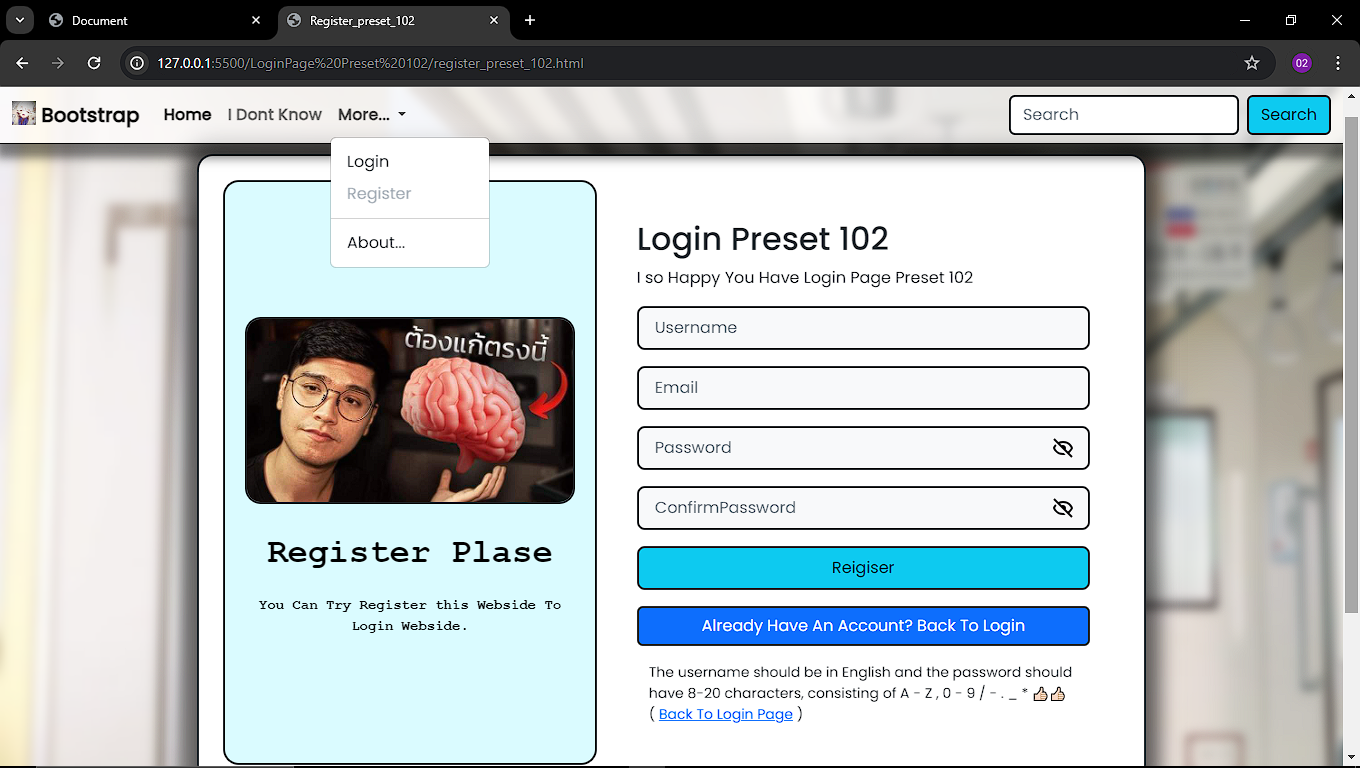 Document
Register_preset_102
127.0.0.1:5500/LoginPage%20Preset%20102/register_preset_102.html
02
Bootstrap
Home
I Dont Know
More...
Search
Search
Login
Register
About...
ต้องแก้ตรงนี้
Register Plase
You Can Try Register this Webside To
Login Webside.
Login Preset 102
I so Happy You Have Login Page Preset 102
Username
Email
Password
ConfirmPassword
Reigiser
Already Have An Account? Back To Login
The username should be in English and the password should
have 8-20 characters, consisting of A - Z , 0 - 9 / - . _ * 👍🏻👍🏻
( Back To Login Page )